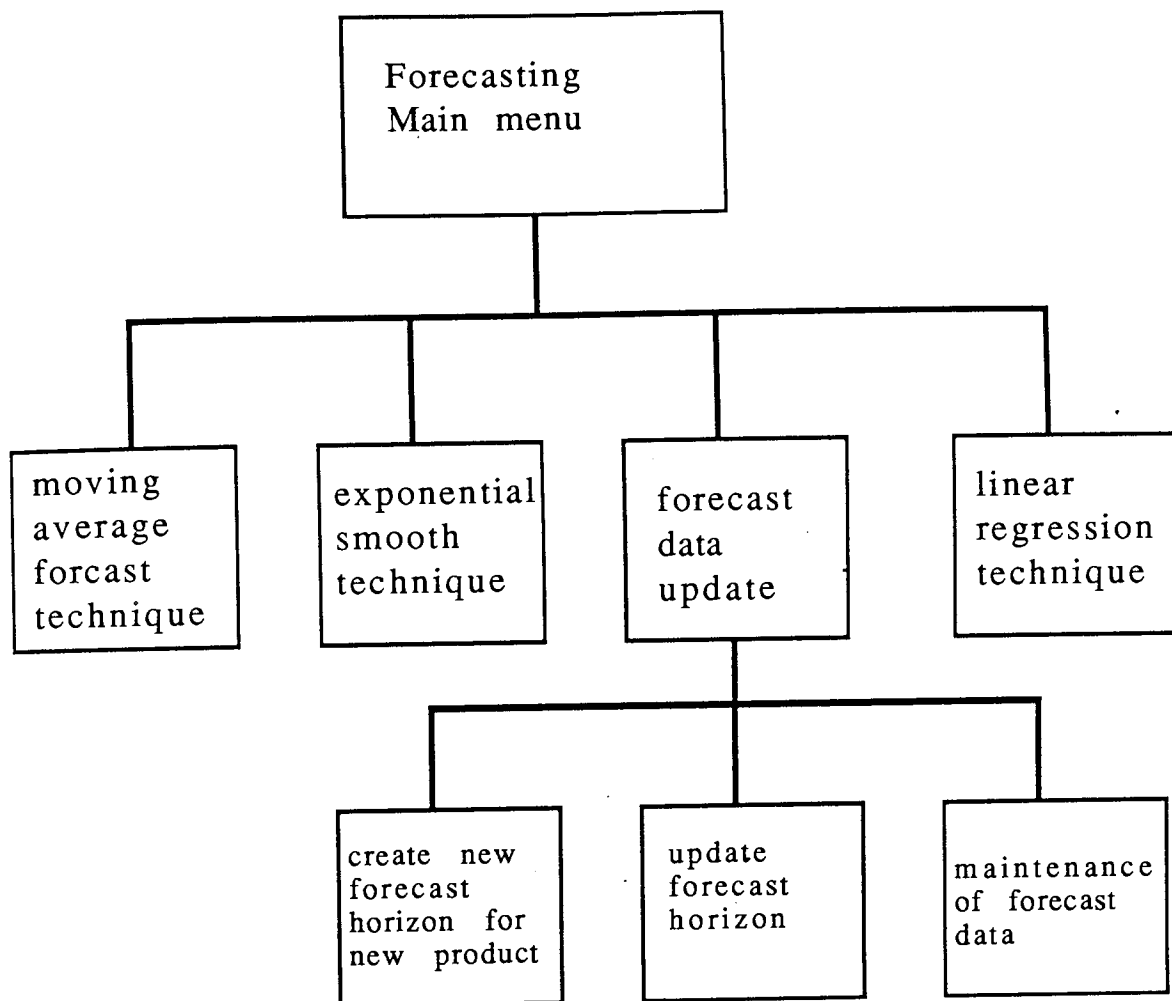 Forecasting
Main menu
moving
average
forcast
technique
exponential
smooth
technique
forecast
data
update
linear
regression
technique
create new
forecast
horizon for
new product
update
forecast
horizon
maintenance
of forecast
data